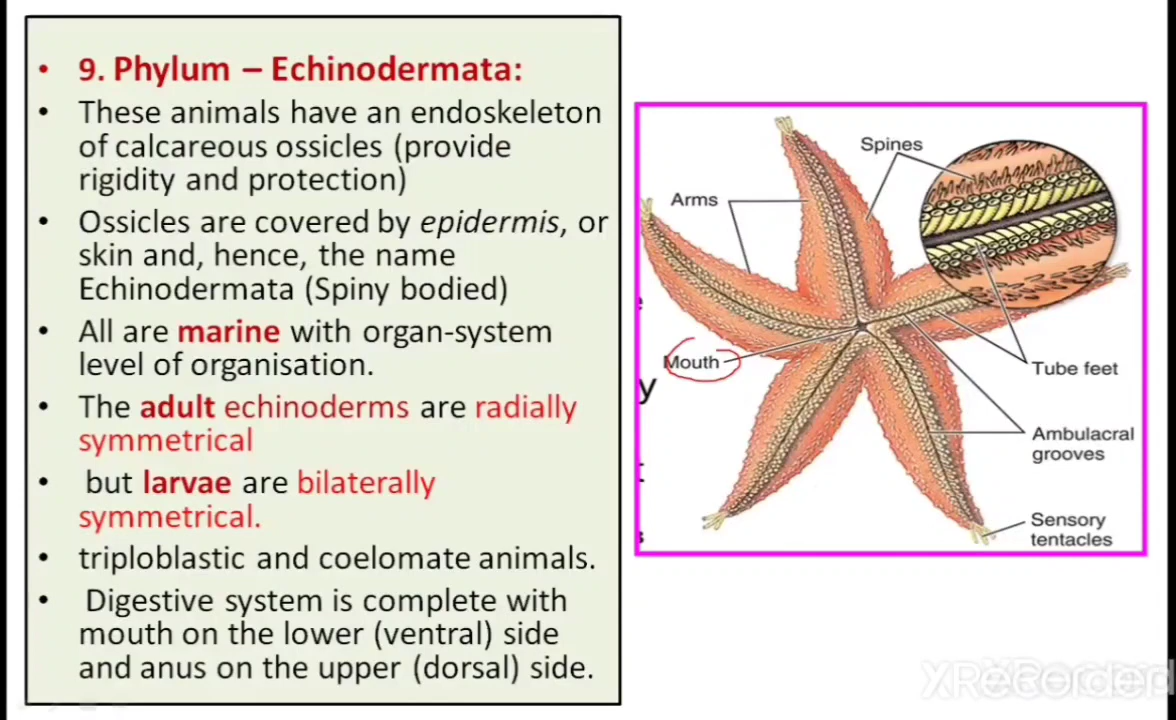 • 9. Phylum – Echinodermata:
• These animals have an endoskeleton
of calcareous ossicles (provide
rigidity and protection)
• Ossicles are covered by epidermis, or
skin and, hence, the name
Echinodermata (Spiny bodied)
• All are marine with organ-system
level of organisation.
• The adult echinoderms are radially
symmetrical
• but larvae are bilaterally
symmetrical.
• triploblastic and coelomate animals.
• Digestive system is complete with
mouth on the lower (ventral) side
and anus on the upper (dorsal) side.
Spines
Arms
Mouth
y
Tube feet
Ambulacral
grooves
Sensory
tentacles
XRecorder